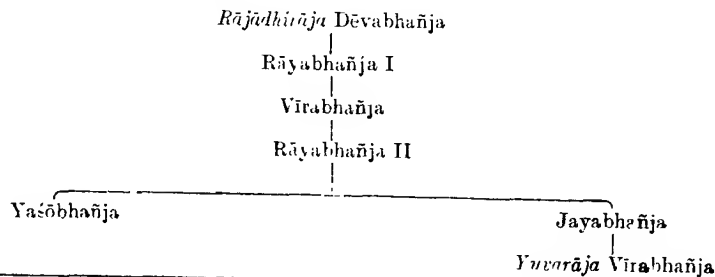 Rājādhirāja Dēvabhañja
Rāyabhañja I
Vīrabhañja
Rāyabhañja II
Yaśōbhañja
Jayabhañja
Yuvarāja Vīrabhañja